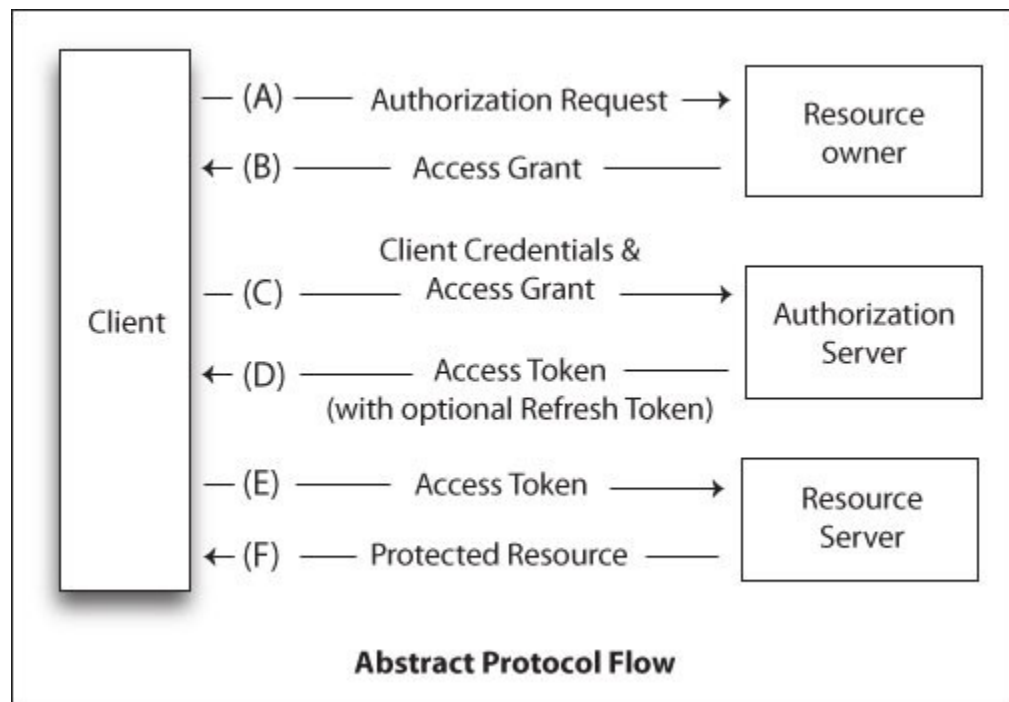 (A) Authorization Request
Resource
owner
(B) Access Grant
Client Credentials &
(C) Access Grant
Client
Authorization
Server
(D) Access Token
(with optional Refresh Token)
(E) Access Token
Resource
Server
(F) Protected Resource
Abstract Protocol Flow